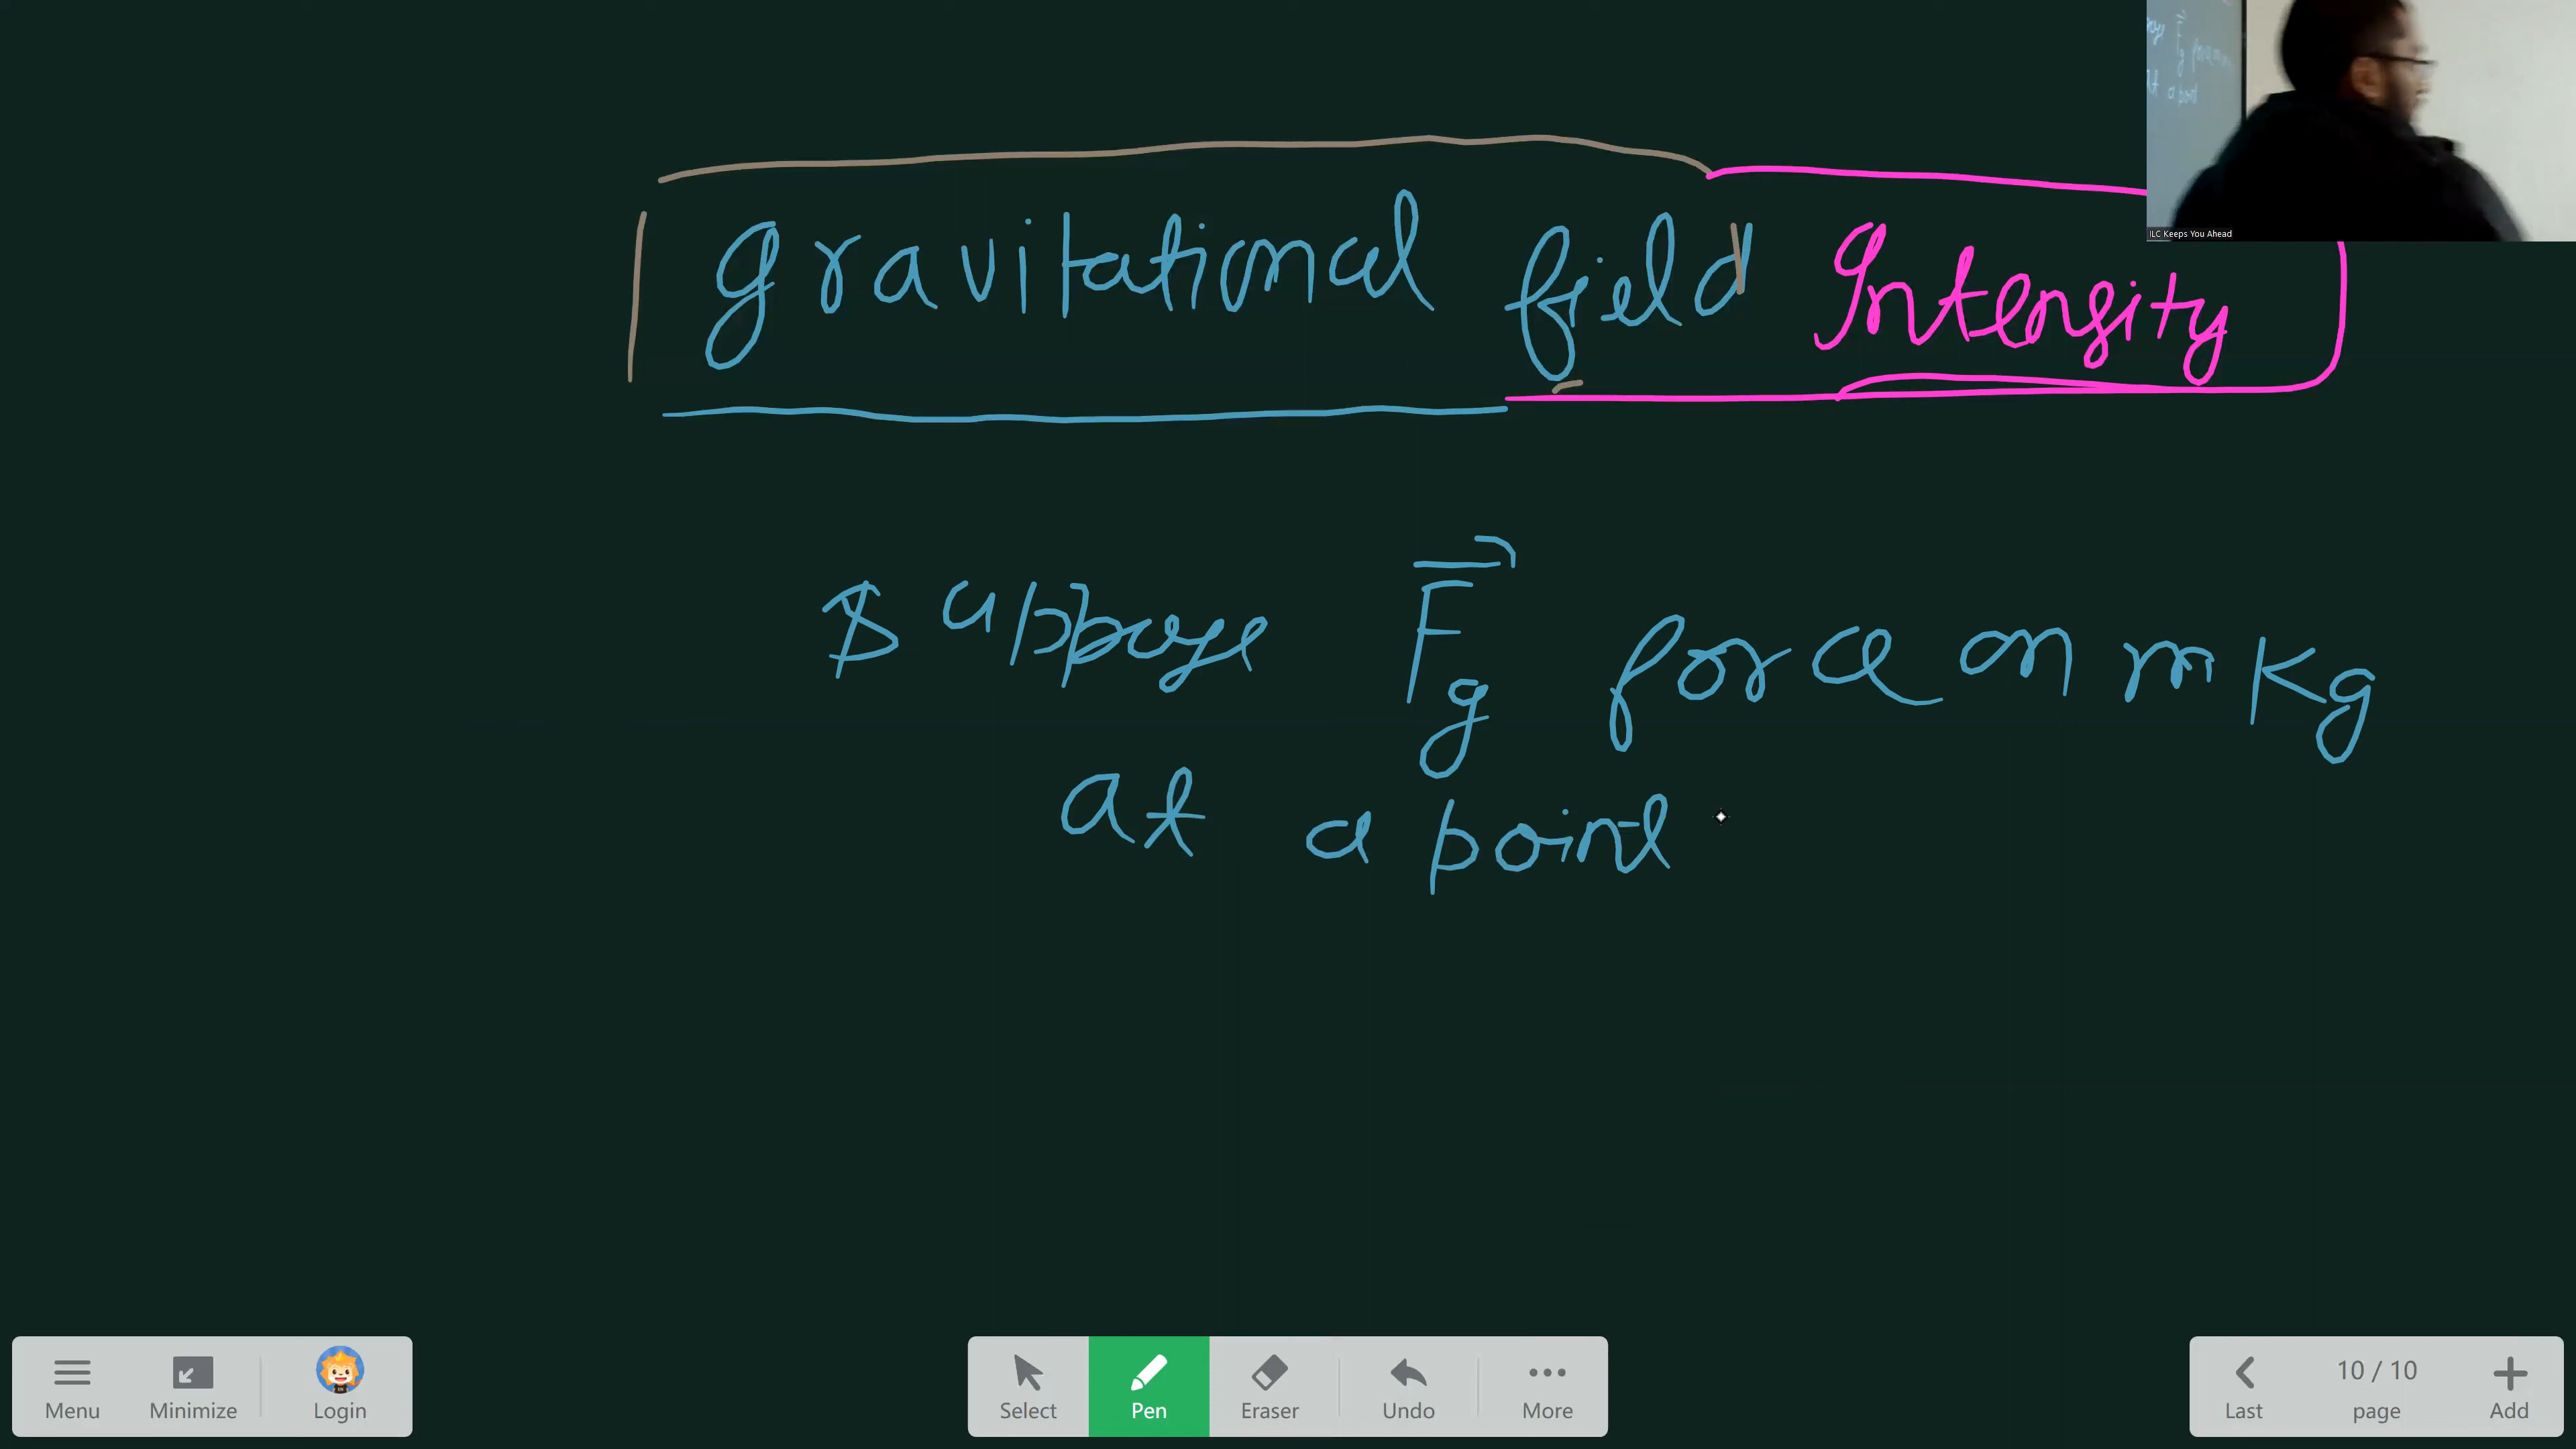 gravitational field Intensity
Suppose F⃗g force on m Kg
at a point
ILC Keeps You Ahead
Menu
Minimize
Login
Select
Pen
Eraser
Undo
More
Last
10 / 10
page
Add